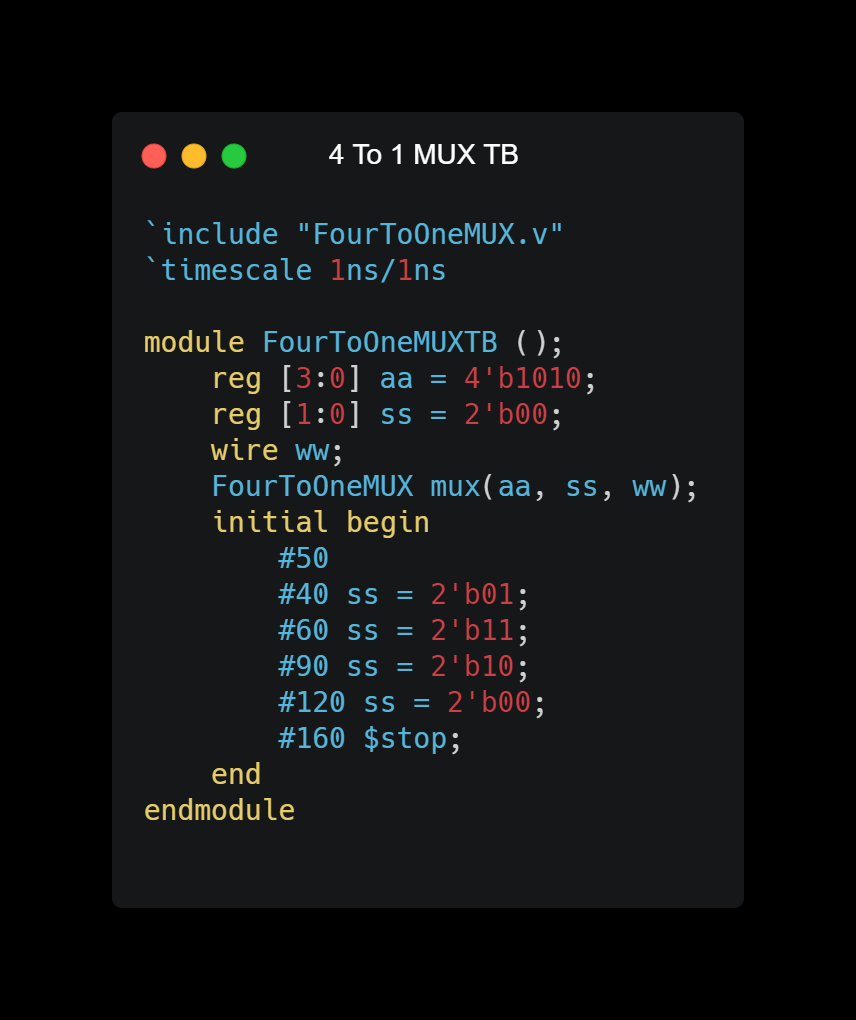 4 To 1 MUX TB
`include "FourToOneMUX.v"
`timescale 1ns/1ns
module FourToOneMUXTB ();
    reg [3:0] aa = 4'b1010;
    reg [1:0] ss = 2'b00;
    wire ww;
    FourToOneMUX mux(aa, ss, ww);
    initial begin
        #50
        #40 ss = 2'b01;
        #60 ss = 2'b11;
        #90 ss = 2'b10;
        #120 ss = 2'b00;
        #160 $stop;
    end
endmodule